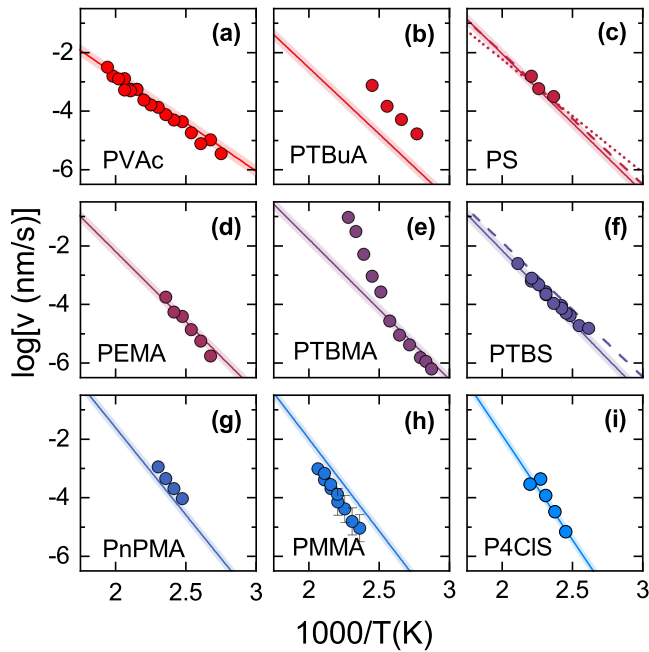 log[v (nm/s)]
-2
-4
-6
(a)
PVAc
(b)
PTBuA
(c)
PS
-2
-4
-6
(d)
PEMA
(e)
PTBMA
(f)
PTBS
-2
-4
-6
(g)
PnPMA
(h)
PMMA
(i)
P4ClS
2 2.5 3
2 2.5 3
2 2.5 3
1000/T(K)